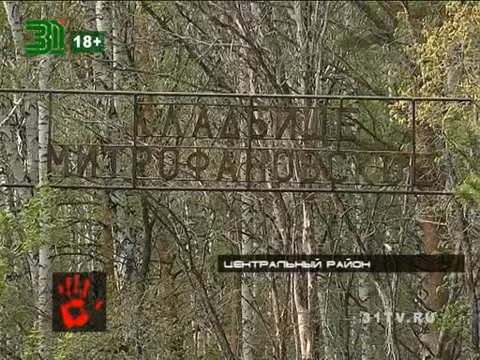 31
18+
КЛАДБИЩЕ
МИТРОФАНОВСКОЕ
ЦЕНТРАЛЬНЫЙ РАЙОН
31TV.RU